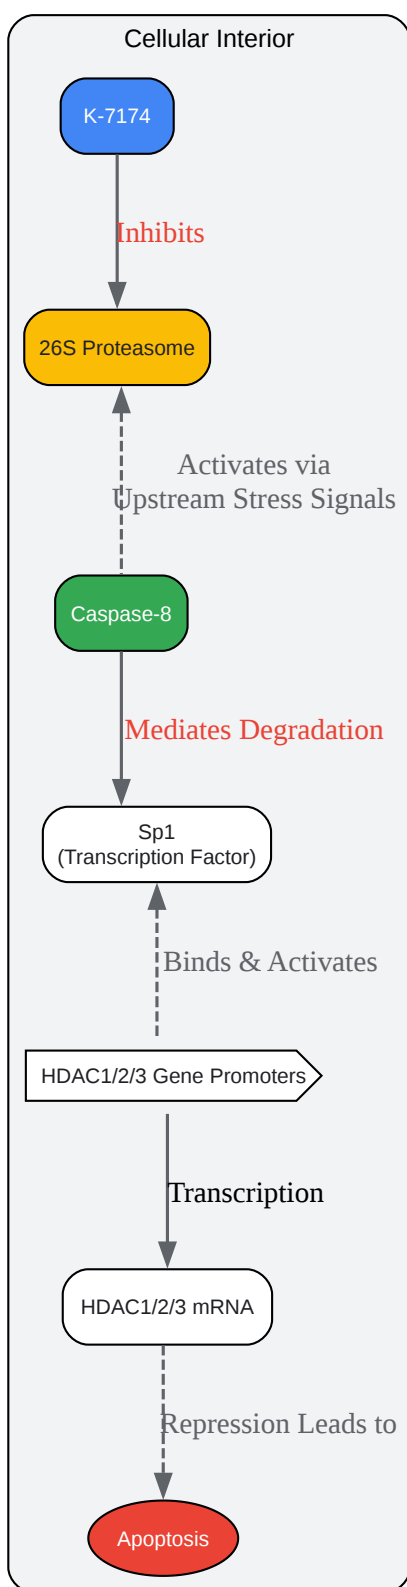 Cellular Interior
K-7174
Inhibits
26S Proteasome
Activates via
Upstream Stress Signals
Caspase-8
Mediates Degradation
Sp1
(Transcription Factor)
Binds & Activates
HDAC1/2/3 Gene Promoters
Transcription
HDAC1/2/3 mRNA
Repression Leads to
Apoptosis